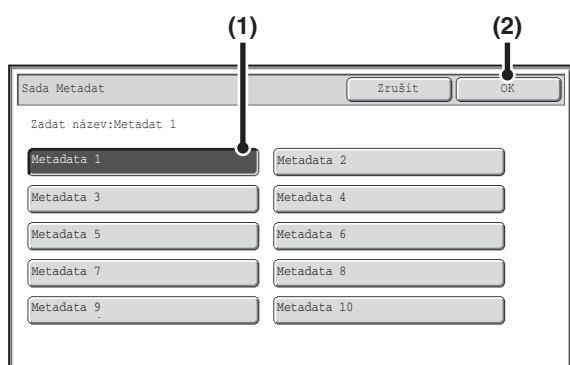 (1) (2)
Sada Metadat Zrušit OK
Zadat název:Metadat 1
Metadata 1 Metadata 2
Metadata 3 Metadata 4
Metadata 5 Metadata 6
Metadata 7 Metadata 8
Metadata 9 Metadata 10